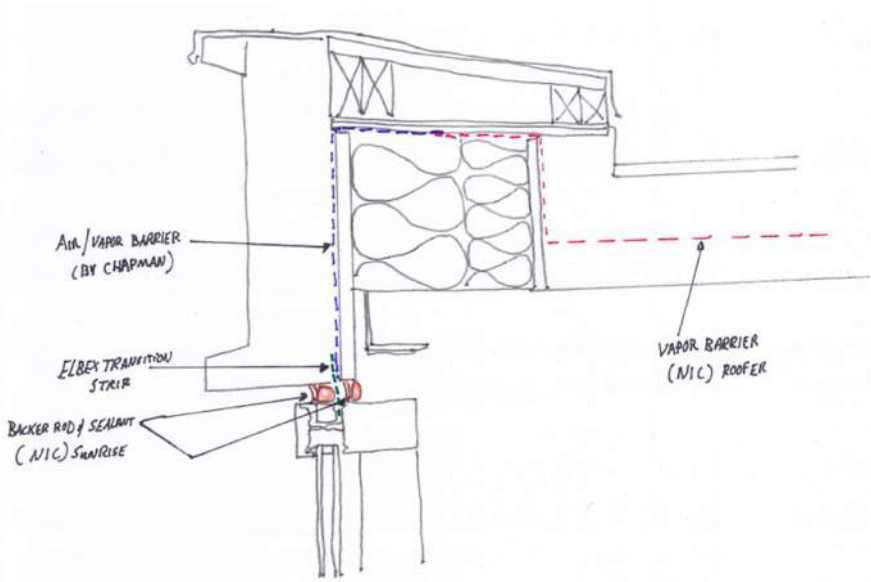 AIR/VAPOR BARRIER
(BY CHAPMAN)
ELBEX TRANSITION
STRIP
BACKER ROD & SEALANT
(NIC) SUNRISE
VAPOR BARRIER
(NIC) ROOFER